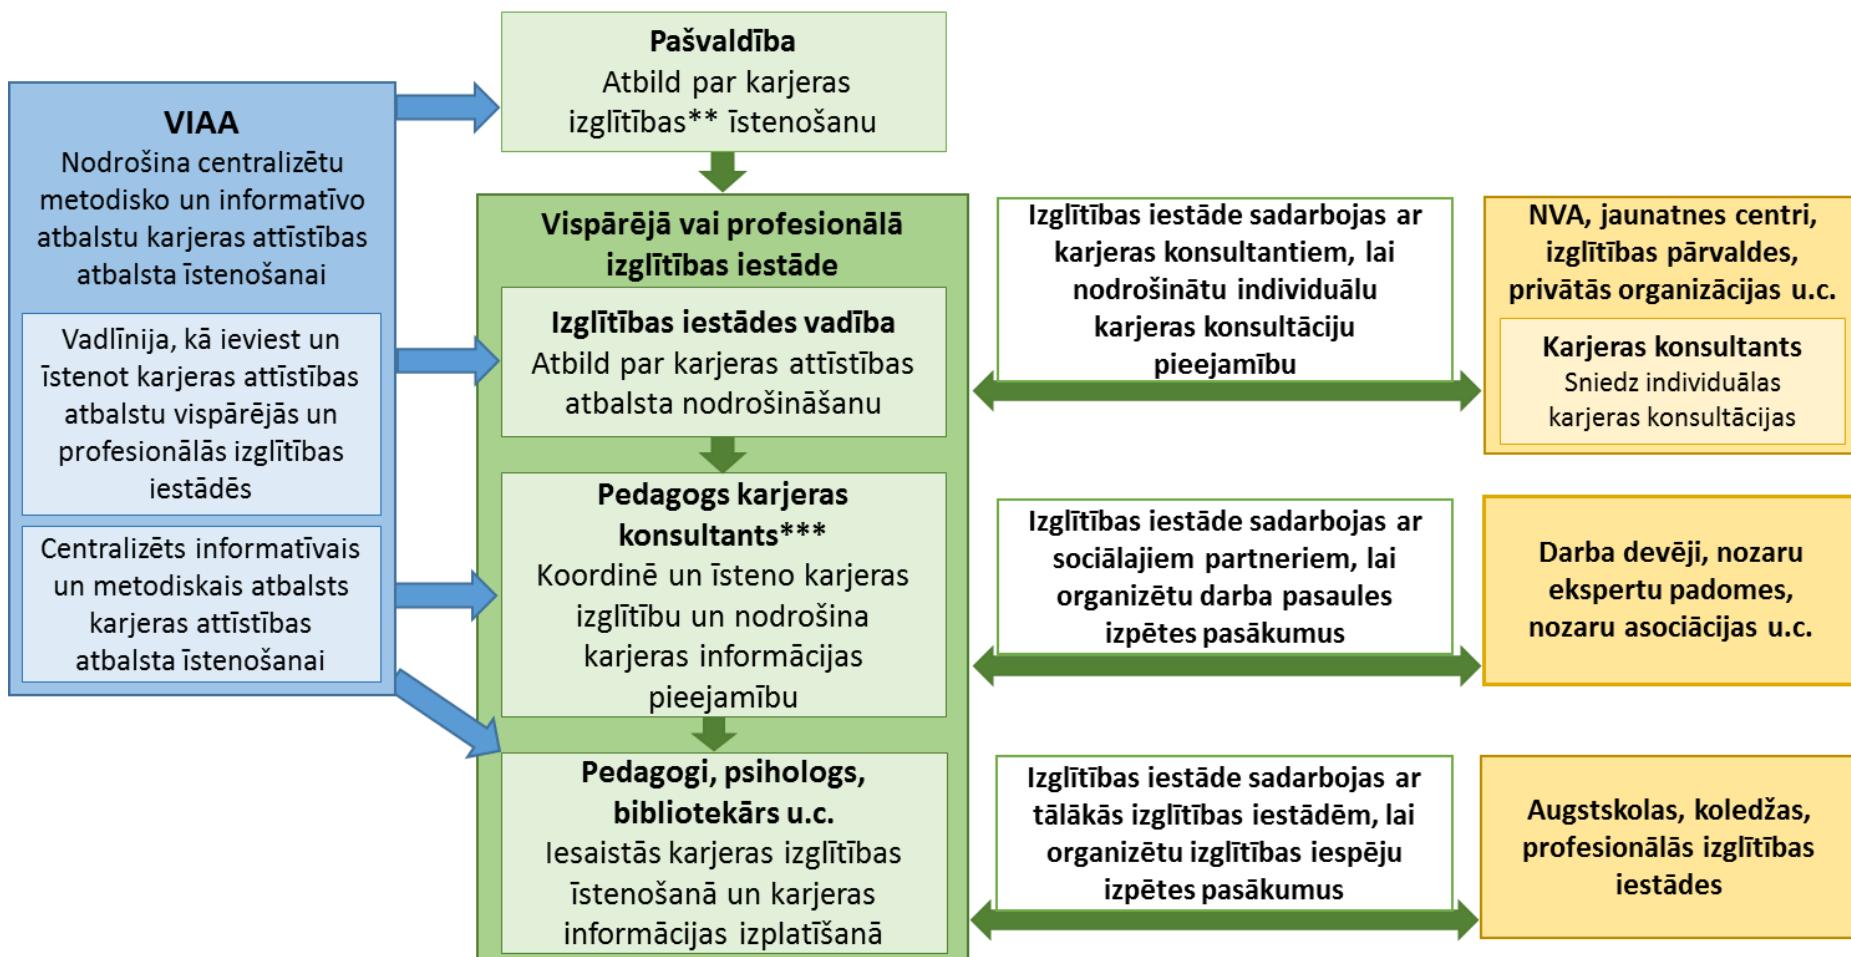 VIAA
Nodrošina centralizētu
metodisko un informatīvo
atbalstu karjeras attīstības
atbalsta īstenošanai
Vadlīnija, kā ieviest un
īstenot karjeras attīstības
atbalstu vispārējās un
profesionālās izglītības
iestādēs
Centralizēts informatīvais
un metodiskais atbalsts
karjeras attīstības
atbalsta īstenošanai
Pašvaldība
Atbild par karjeras
izglītības** īstenošanu
Vispārējā vai profesionālā
izglītības iestāde
Izglītības iestādes vadība
Atbild par karjeras attīstības
atbalsta nodrošināšanu
Pedagogs karjeras
konsultants***
Koordinē un īsteno karjeras
izglītību un nodrošina
karjeras informācijas
pieejamību
Pedagogi, psihologs,
bibliotekārs u.c.
Iesaistās karjeras izglītības
īstenošanā un karjeras
informācijas izplatīšanā
Izglītības iestāde sadarbojas ar
karjeras konsultantiem, lai
nodrošinātu individuālu
karjeras konsultāciju
pieejamību
NVA, jaunatnes centri,
izglītības pārvaldes,
privātās organizācijas u.c.
Karjeras konsultants
Sniedz individuālas
karjeras konsultācijas
Izglītības iestāde sadarbojas ar
sociālajiem partneriem, lai
organizētu darba pasaules
izpētes pasākumus
Darba devēji, nozaru
ekspertu padomes,
nozaru asociācijas u.c.
Izglītības iestāde sadarbojas ar
tālākās izglītības iestādēm, lai
organizētu izglītības iespēju
izpētes pasākumus
Augstskolas, koledžas,
profesionālās izglītības
iestādes